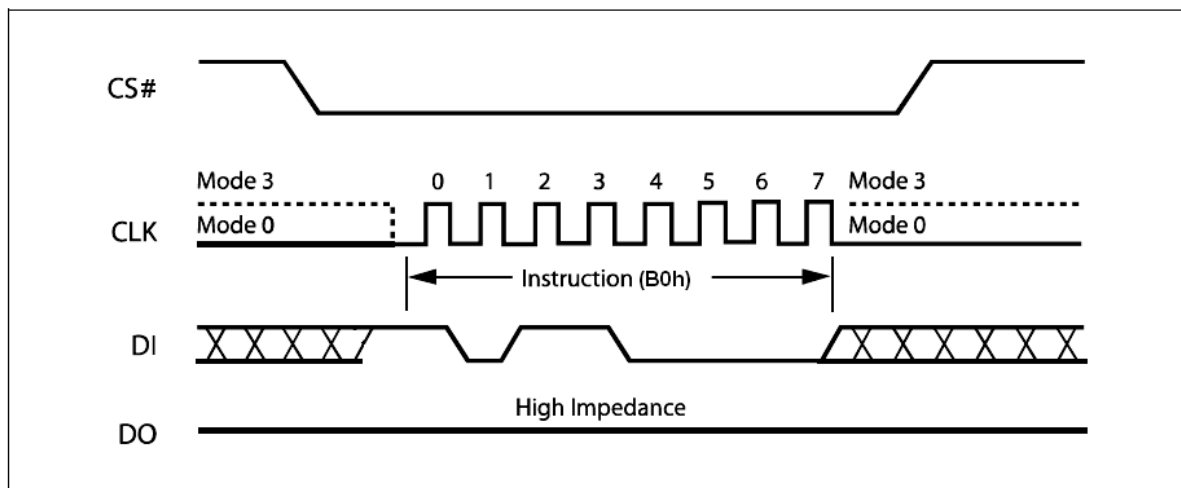 CS#
Mode 3
0 1 2 3 4 5 6 7
Mode 3
CLK
Mode 0
Mode 0
Instruction (B0h)
DI
High Impedance
DO